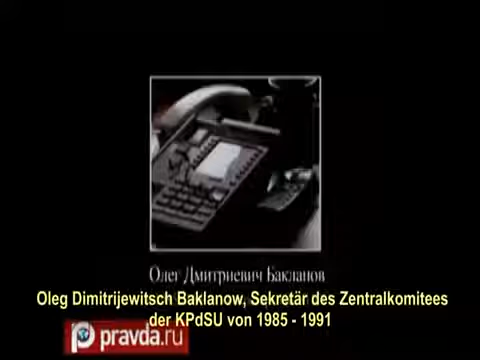 Олег Дмитриевич Бакланов
Oleg Dimitrijewitsch Baklanow, Sekretär des Zentralkomitees
der KPdSU von 1985 - 1991
pravda.ru